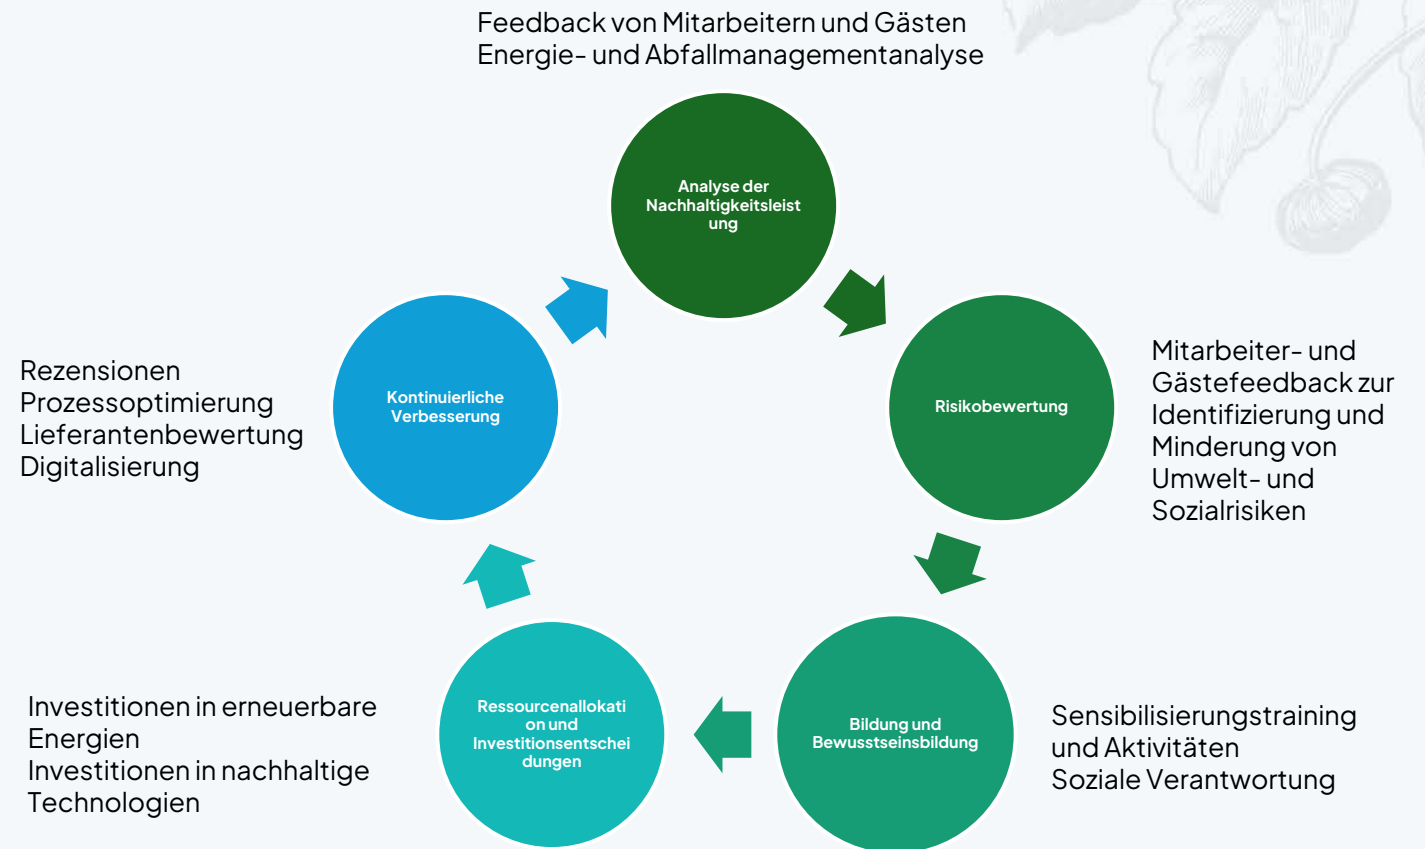 Feedback von Mitarbeitern und Gästen
Energie- und Abfallmanagementanalyse
Analyse der
Nachhaltigkeitsleist
ung
Risikobewertung
Mitarbeiter- und
Gästefeedback zur
Identifizierung und
Minderung von
Umwelt- und
Sozialrisiken
Bildung und
Bewusstseinsbildung
Sensibilisierungstraining
und Aktivitäten
Soziale Verantwortung
Ressourcenallokati
on und
Investitionsentschei
dungen
Investitionen in erneuerbare
Energien
Investitionen in nachhaltige
Technologien
Kontinuierliche
Verbesserung
Rezensionen
Prozessoptimierung
Lieferantenbewertung
Digitalisierung